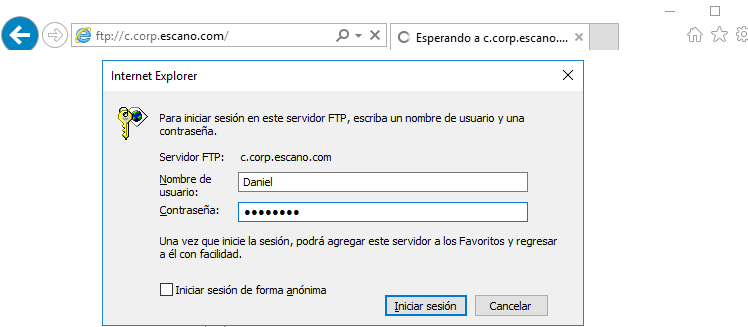 ftp://c.corp.escano.com/
Esperando a c.corp.escano....
Internet Explorer
Para iniciar sesión en este servidor FTP, escriba un nombre de usuario y una
contraseña.
Servidor FTP: c.corp.escano.com
Nombre de
usuario:
Daniel
Contraseña: ●●●●●●●●
Una vez que inicie la sesión, podrá agregar este servidor a los Favoritos y regresar
a él con facilidad.
Iniciar sesión de forma anónima
Iniciar sesión Cancelar